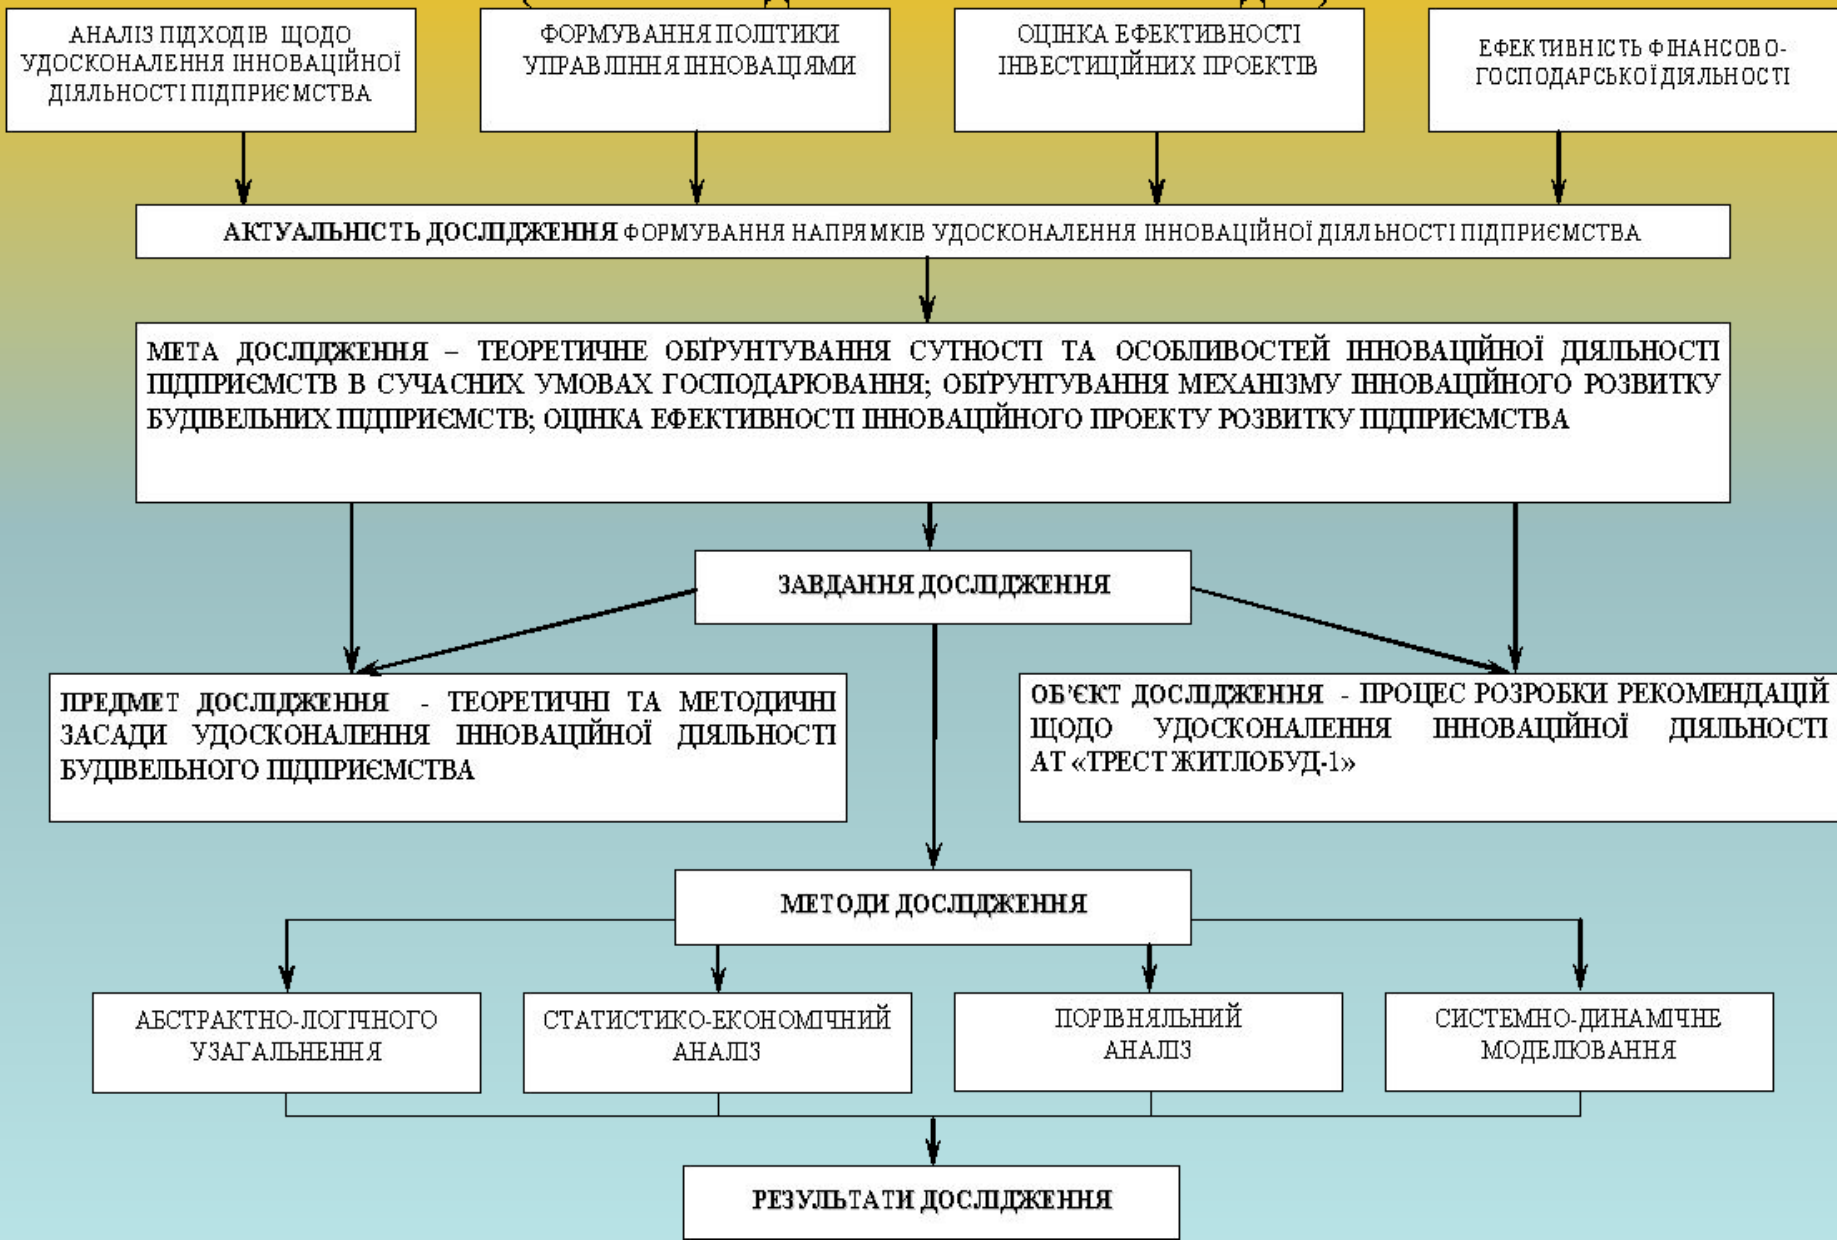 АНАЛІЗ ПІДХОДІВ ЩОДО
УДОСКОНАЛЕННЯ ІННОВАЦІЙНОЇ
ДІЯЛЬНОСТІ ПІДПРИЄМСТВА
ФОРМУВАННЯ ПОЛІТИКИ
УПРАВЛІННЯ ІННОВАЦІЯМИ
ОЦІНКА ЕФЕКТИВНОСТІ
ІНВЕСТИЦІЙНИХ ПРОЕКТІВ
ЕФЕКТИВНІСТЬ ФІНАНСОВО-
ГОСПОДАРСЬКОЇ ДІЯЛЬНОСТІ
АКТУАЛЬНІСТЬ ДОСЛІДЖЕННЯ ФОРМУВАННЯ НАПРЯМКІВ УДОСКОНАЛЕННЯ ІННОВАЦІЙНОЇ ДІЯЛЬНОСТІ ПІДПРИЄМСТВА
МЕТА ДОСЛІДЖЕННЯ – ТЕОРЕТИЧНЕ ОБҐРУНТУВАННЯ СУТНОСТІ ТА ОСОБЛИВОСТЕЙ ІННОВАЦІЙНОЇ ДІЯЛЬНОСТІ
ПІДПРИЄМСТВ В СУЧАСНИХ УМОВАХ ГОСПОДАРЮВАННЯ; ОБҐРУНТУВАННЯ МЕХАНІЗМУ ІННОВАЦІЙНОГО РОЗВИТКУ
БУДІВЕЛЬНИХ ПІДПРИЄМСТВ; ОЦІНКА ЕФЕКТИВНОСТІ ІННОВАЦІЙНОГО ПРОЕКТУ РОЗВИТКУ ПІДПРИЄМСТВА
ЗАВДАННЯ ДОСЛІДЖЕННЯ
ПРЕДМЕТ ДОСЛІДЖЕННЯ - ТЕОРЕТИЧНІ ТА МЕТОДИЧНІ
ЗАСАДИ УДОСКОНАЛЕННЯ ІННОВАЦІЙНОЇ ДІЯЛЬНОСТІ
БУДІВЕЛЬНОГО ПІДПРИЄМСТВА
ОБ’ЄКТ ДОСЛІДЖЕННЯ - ПРОЦЕС РОЗРОБКИ РЕКОМЕНДАЦІЙ
ЩОДО УДОСКОНАЛЕННЯ ІННОВАЦІЙНОЇ ДІЯЛЬНОСТІ
АТ «ТРЕСТ ЖИТЛОБУД-1»
МЕТОДИ ДОСЛІДЖЕННЯ
АБСТРАКТНО-ЛОГІЧНОГО
УЗАГАЛЬНЕННЯ
СТАТИСТИКО-ЕКОНОМІЧНИЙ
АНАЛІЗ
ПОРІВНЯЛЬНИЙ
АНАЛІЗ
СИСТЕМНО-ДИНАМІЧНЕ
МОДЕЛЮВАННЯ
РЕЗУЛЬТАТИ ДОСЛІДЖЕННЯ